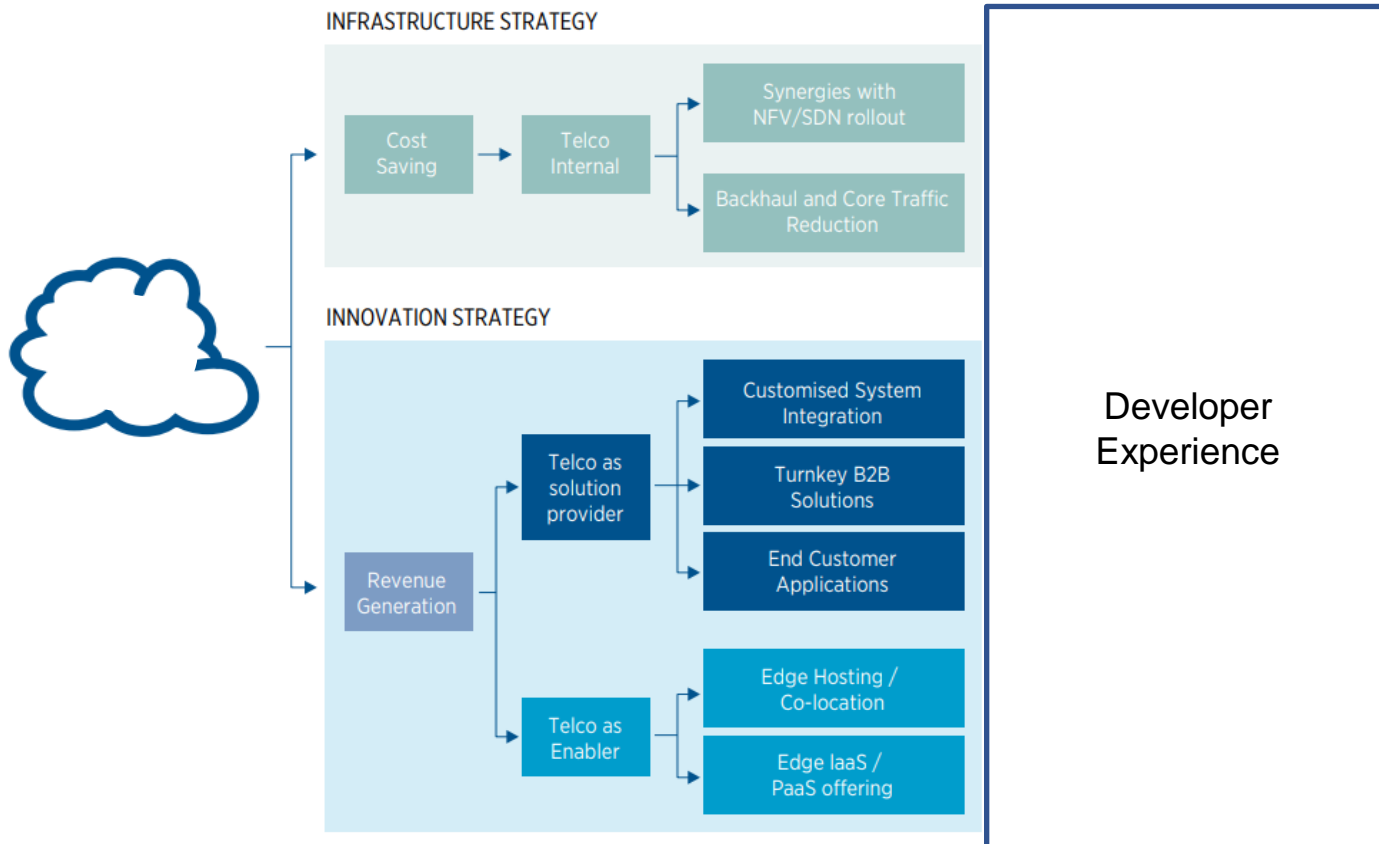 INFRASTRUCTURE STRATEGY
Cost
Saving
Telco
Internal
Synergies with
NFV/SDN rollout
Backhaul and Core Traffic
Reduction
INNOVATION STRATEGY
Revenue
Generation
Telco as
solution
provider
Customised System
Integration
Turnkey B2B
Solutions
End Customer
Applications
Telco as
Enabler
Edge Hosting /
Co-location
Edge IaaS /
PaaS offering
Developer
Experience